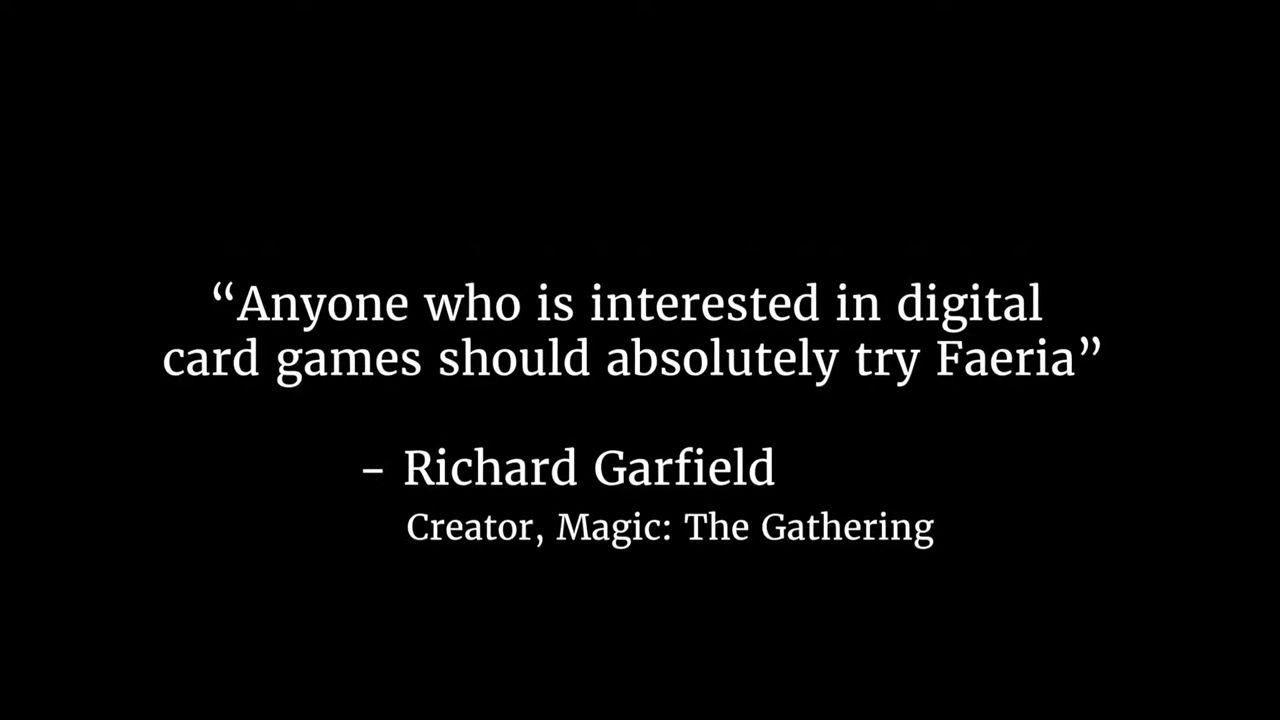 “Anyone who is interested in digital
card games should absolutely try Faeria”
– Richard Garfield
Creator, Magic: The Gathering